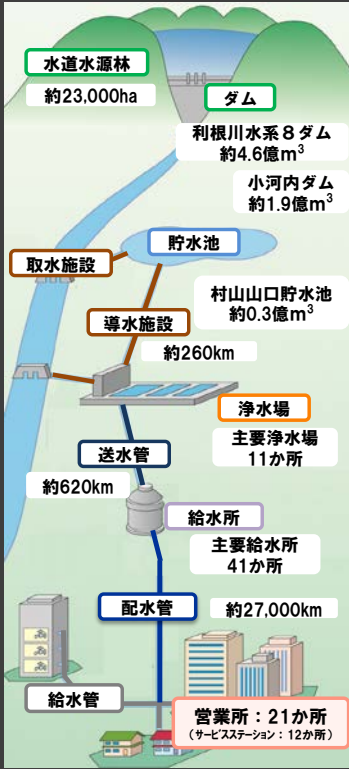 水道水源林
約23,000ha
ダム
利根川水系８ダム
約4.6億m³
小河内ダム
約1.9億m³
貯水池
取水施設
村山山口貯水池
約0.3億m³
導水施設
約260km
浄水場
主要浄水場
11か所
送水管
約620km
給水所
主要給水所
41か所
配水管
約27,000km
給水管
営業所：21か所
（サービスステーション：12か所）